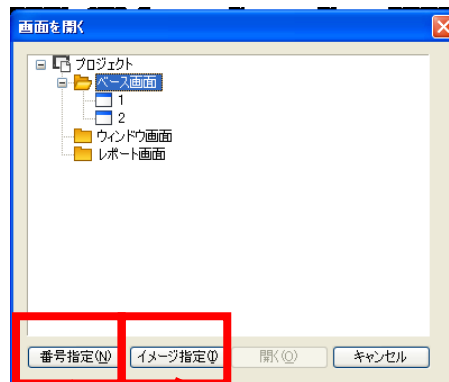 画面を開く
プロジェクト
ベース画面
1
2
ウィンドウ画面
レポート画面
番号指定(N)
イメージ指定(I)
開く(O)
キャンセル